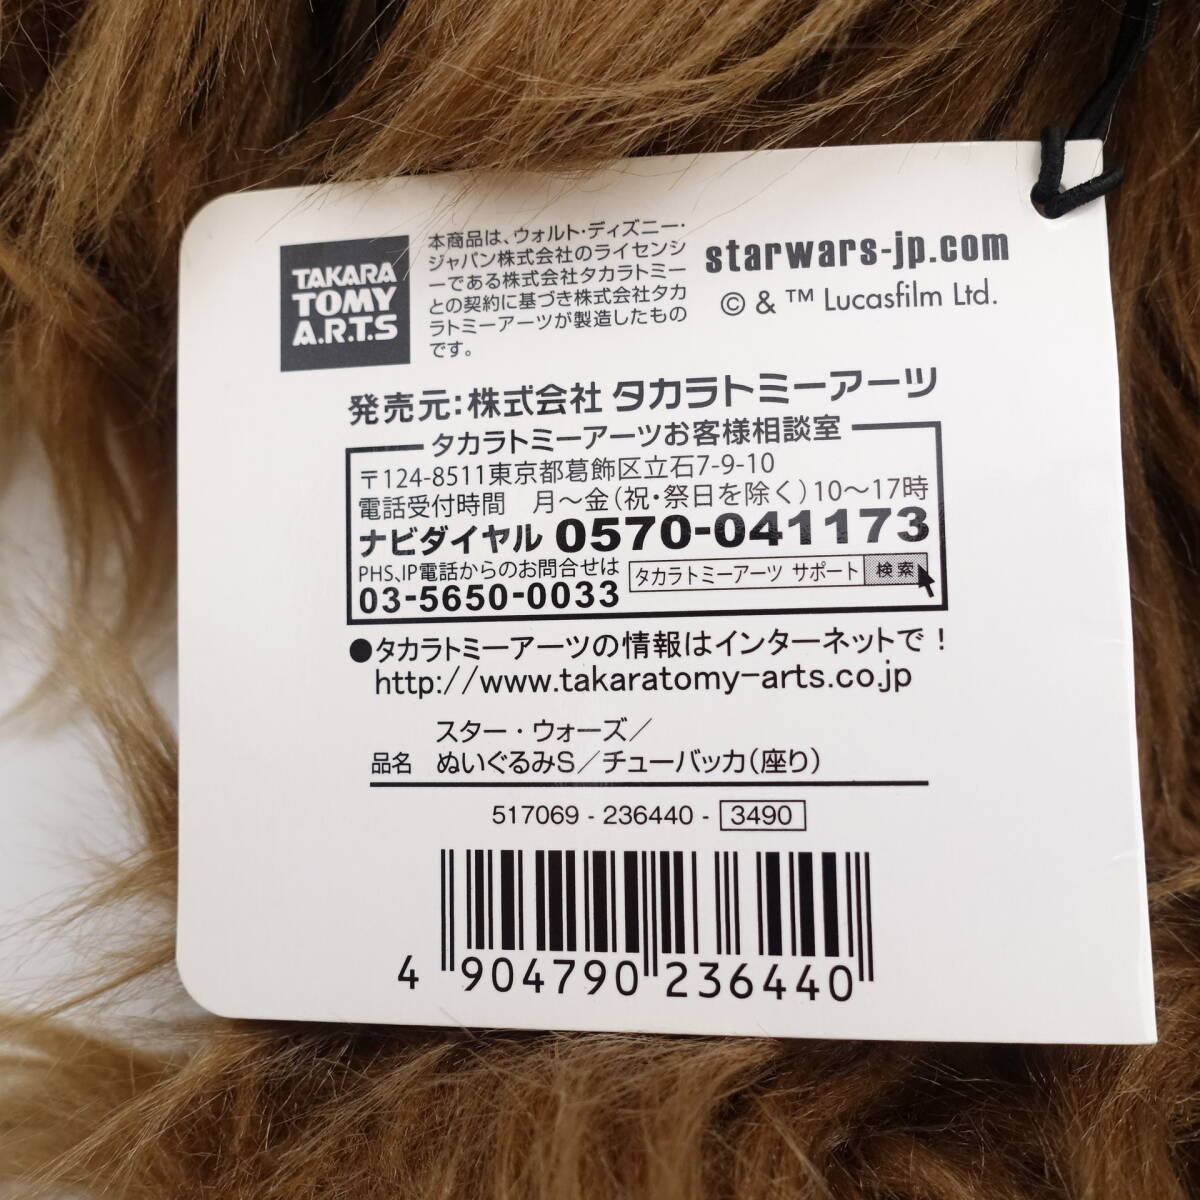 TAKARA
TOMY
A.R.T.S
本商品は、ウォルト・ディズニー・
ジャパン株式会社のライセンシ
ーである株式会社タカラトミー
との契約に基づき株式会社タカ
ラトミーアーツが製造したもの
です。
starwars-jp.com
© & ™ Lucasfilm Ltd.
発売元:株式会社 タカラトミーアーツ
タカラトミーアーツお客様相談室
〒124-8511東京都葛飾区立石7-9-10
電話受付時間 月〜金(祝・祭日を除く)10〜17時
ナビダイヤル 0570-041173
PHS、IP電話からのお問合せは
03-5650-0033
タカラトミーアーツ サポート 検索
●タカラトミーアーツの情報はインターネットで!
http://www.takaratomy-arts.co.jp
スター・ウォーズ/
品名 ぬいぐるみS/チューバッカ(座り)
517069 - 236440 - 3490
4 904790 236440